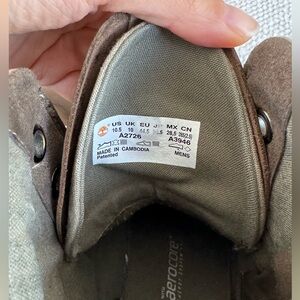 US UK EU MX CN
10.5 10 44.5 28.5
A2726 A3946
MADE IN CAMBODIA MENS
Patented
aerocore